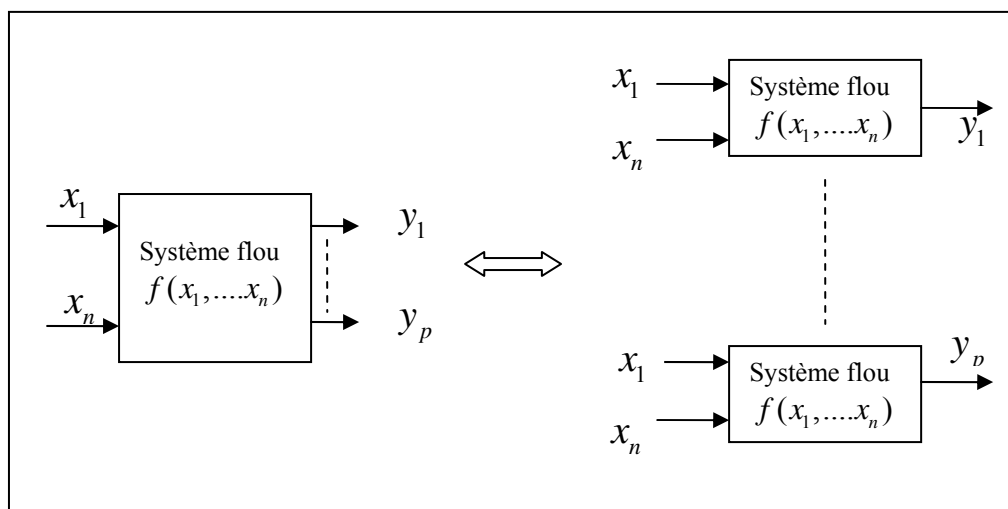 x₁
xₙ
Système flou
f(x₁,....xₙ)
y₁
yₚ
x₁
xₙ
Système flou
f(x₁,....xₙ)
y₁
x₁
xₙ
Système flou
f(x₁,....xₙ)
yₚ